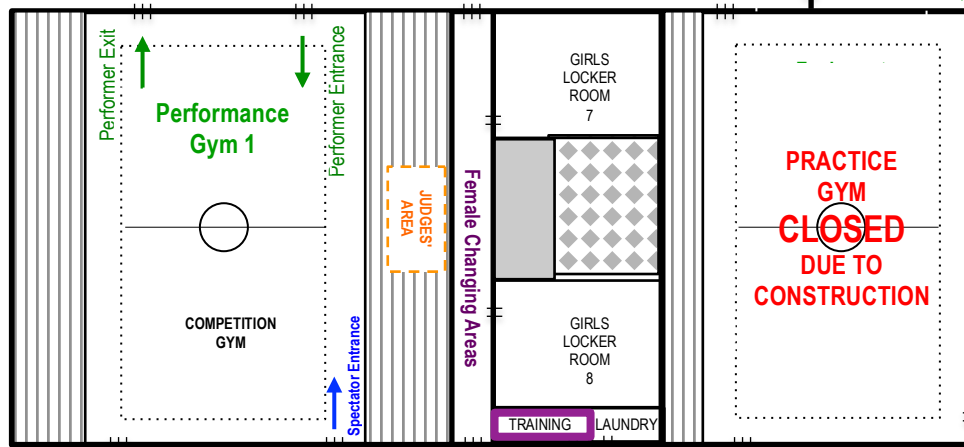 Performer Exit
Performer Entrance
Performance
Gym 1
COMPETITION
GYM
Spectator Entrance
JUDGES'
AREA
Female Changing Areas
GIRLS
LOCKER
ROOM
7
GIRLS
LOCKER
ROOM
8
TRAINING
LAUNDRY
PRACTICE
GYM
CLOSED
DUE TO
CONSTRUCTION